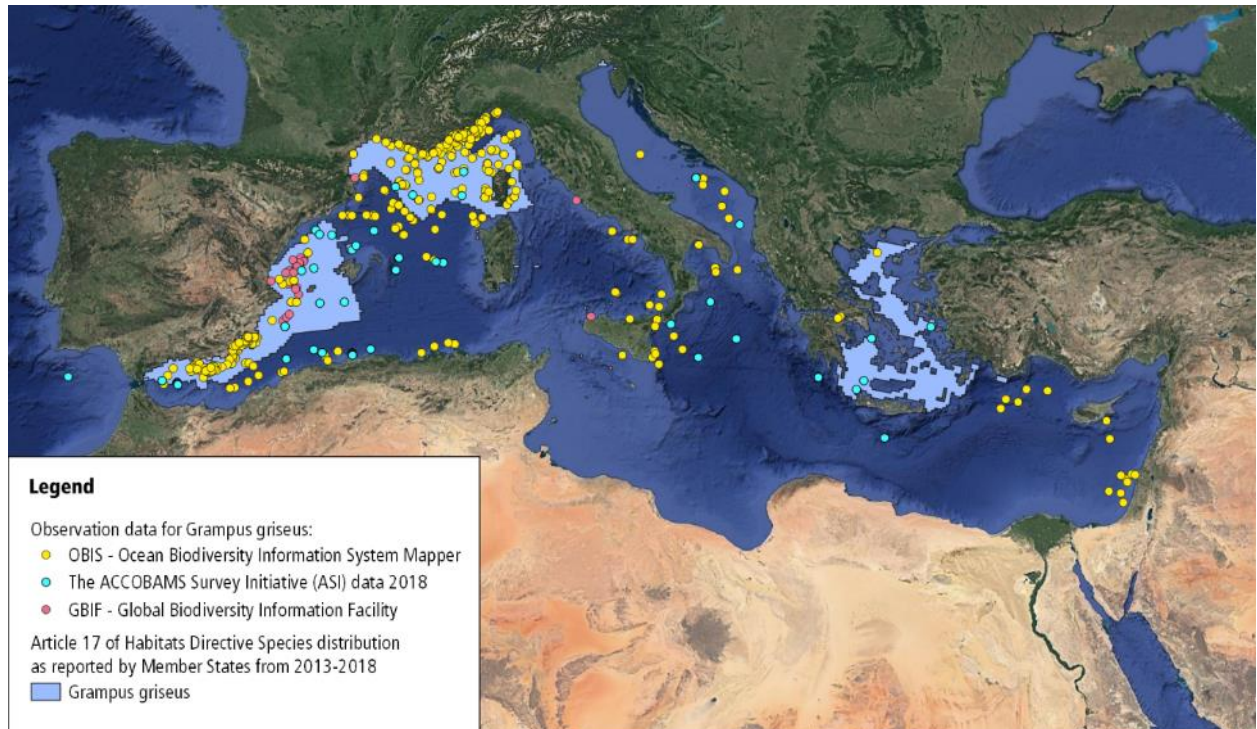 Legend
Observation data for Grampus griseus:
OBIS - Ocean Biodiversity Information System Mapper
The ACCOBAMS Survey Initiative (ASI) data 2018
GBIF - Global Biodiversity Information Facility
Article 17 of Habitats Directive Species distribution
as reported by Member States from 2013-2018
Grampus griseus